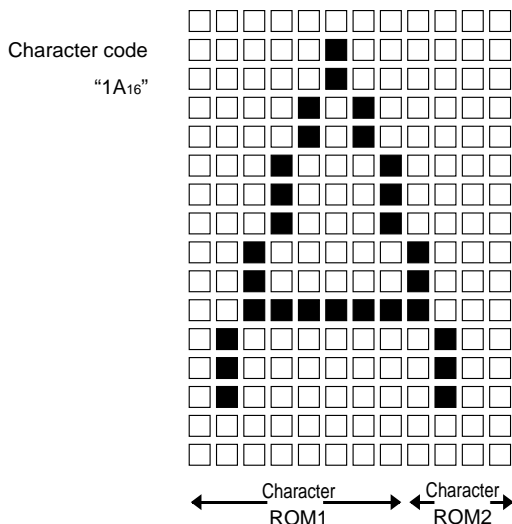 Character code
“1A16”
Character
ROM1
Character
ROM2